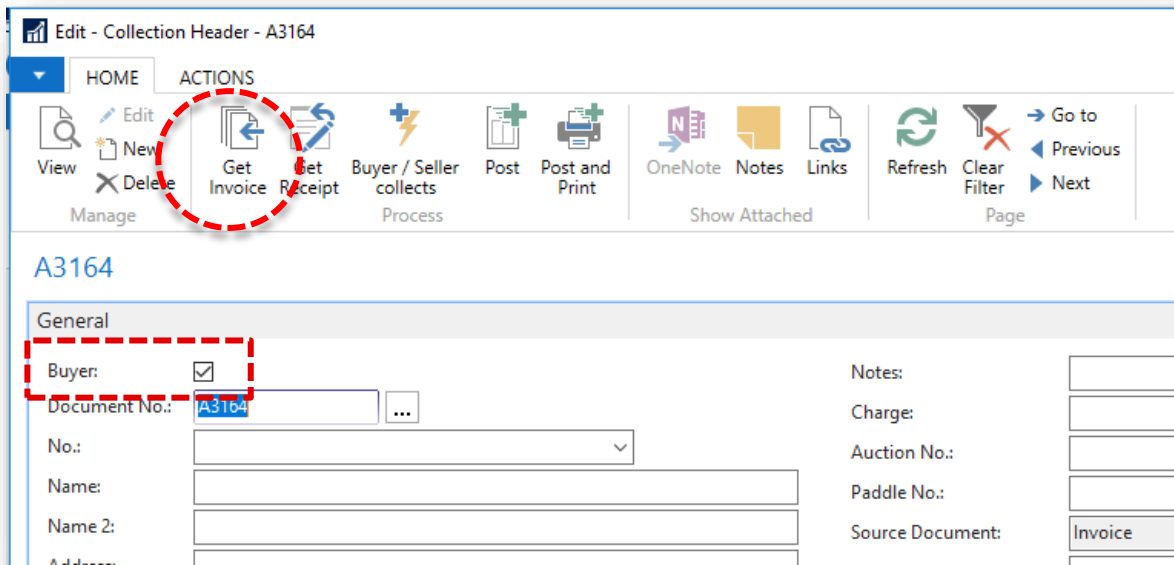 Edit - Collection Header - A3164
HOME ACTIONS
View
Edit
New
Delete
Manage
Get Invoice
Get Receipt
Buyer / Seller collects
Post
Post and Print
Process
OneNote
Notes
Links
Show Attached
Refresh
Clear Filter
Go to
Previous
Next
Page
A3164
General
Buyer:
Document No.: A3164 ...
No.:
Name:
Name 2:
Address:
Notes:
Charge:
Auction No.:
Paddle No.:
Source Document: Invoice